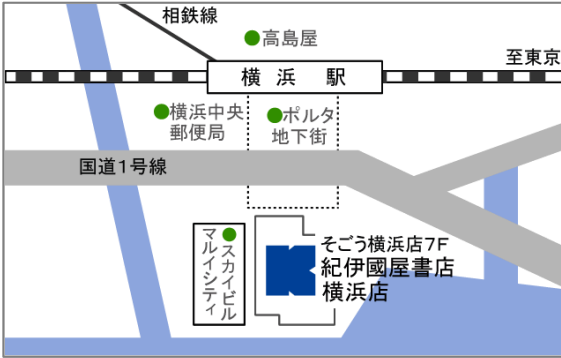 相鉄線
高島屋
至東京
横浜駅
横浜中央
郵便局
ポルタ
地下街
国道1号線
スカイビル
マルイシティ
そごう横浜店7F
紀伊國屋書店
横浜店